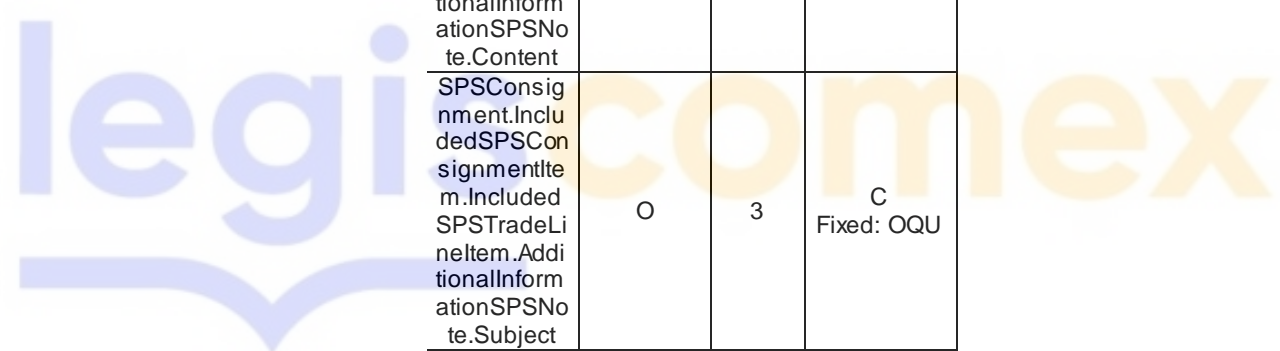 tionalInform
ationSPSNo
te.Content
SPSConsig
nment.Inclu
dedSPSCon
signmentIte
m.Included
SPSTradeLi
neItem.Addi
tionalInform
ationSPSNo
te.Subject
O
3
C
Fixed: OQU
legiscomex